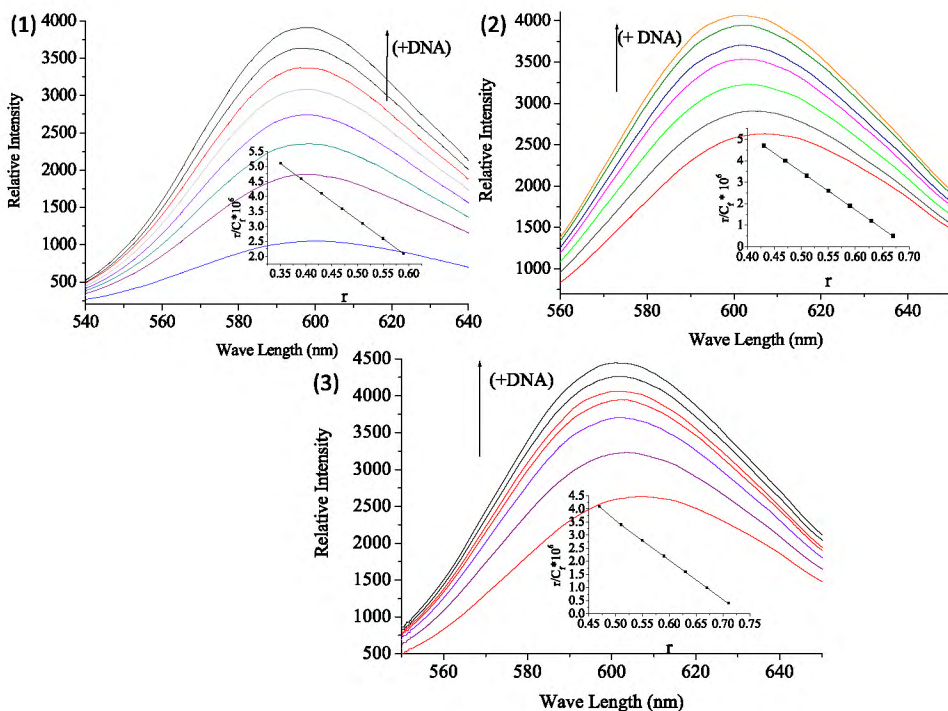 (1)
4000
3500
3000
2500
2000
1500
1000
500
Relative Intensity
(+DNA)
5.5
5.0
4.5
4.0
3.5
3.0
2.5
2.0
r/C_f*10^6
0.35 0.40 0.45 0.50 0.55 0.60
r
540 560 580 600 620 640
Wave Length (nm)
(2)
4000
3500
3000
2500
2000
1500
1000
Relative Intensity
(+ DNA)
5
4
3
2
1
0
r/C_f*10^6
0.40 0.45 0.50 0.55 0.60 0.65 0.70
r
560 580 600 620 640
Wave Length (nm)
(3)
4500
4000
3500
3000
2500
2000
1500
1000
500
Relative Intensity
(+DNA)
4.5
4.0
3.5
3.0
2.5
2.0
1.5
1.0
0.5
0.0
r/C_f*10^6
0.47 0.51 0.55 0.59 0.63 0.67 0.71 0.75
r
560 580 600 620 640
Wave Length (nm)